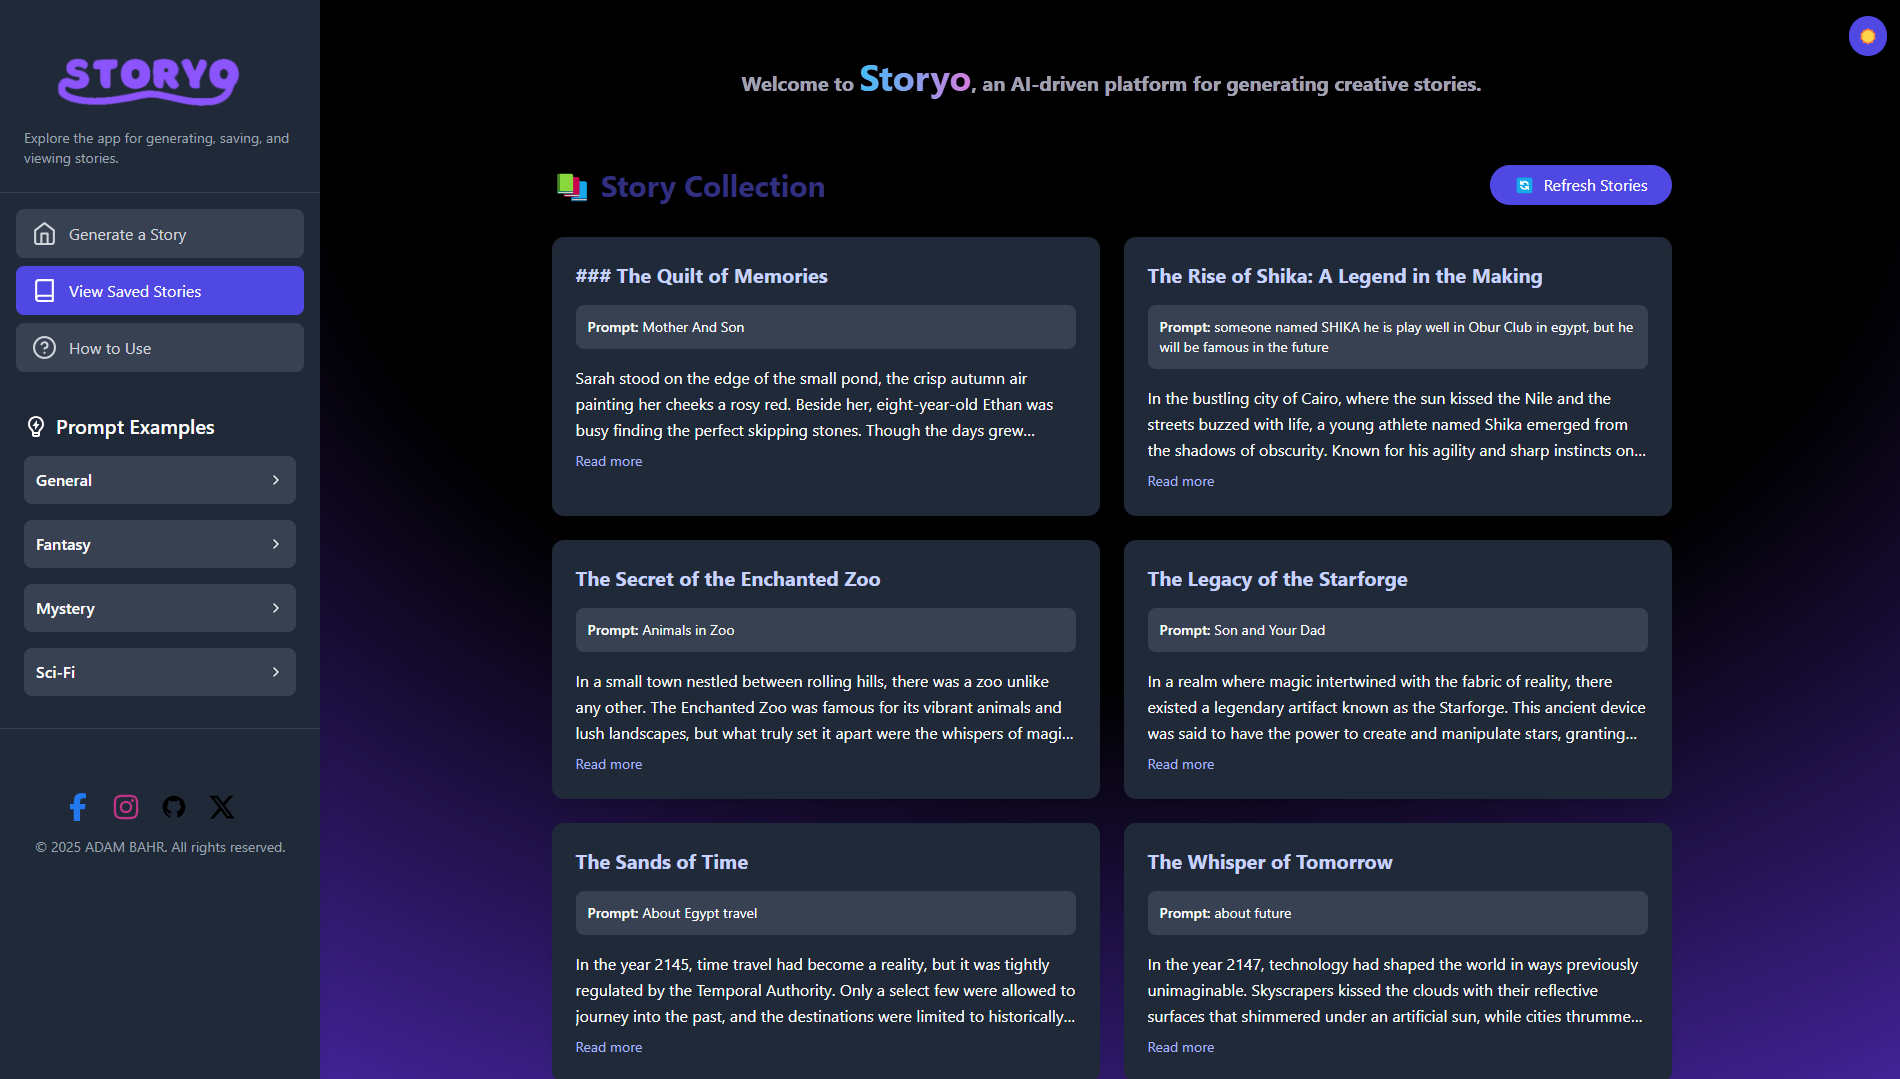 STORYO
Explore the app for generating, saving, and
viewing stories.
Generate a Story
View Saved Stories
How to Use
Prompt Examples
General
Fantasy
Mystery
Sci-Fi
© 2025 ADAM BAHR. All rights reserved.
Welcome to Storyo, an AI-driven platform for generating creative stories.
Story Collection
Refresh Stories
### The Quilt of Memories
Prompt: Mother And Son
Sarah stood on the edge of the small pond, the crisp autumn air
painting her cheeks a rosy red. Beside her, eight-year-old Ethan was
busy finding the perfect skipping stones. Though the days grew...
Read more
The Rise of Shika: A Legend in the Making
Prompt: someone named SHIKA he is play well in Obur Club in egypt, but he
will be famous in the future
In the bustling city of Cairo, where the sun kissed the Nile and the
streets buzzed with life, a young athlete named Shika emerged from
the shadows of obscurity. Known for his agility and sharp instincts on...
Read more
The Secret of the Enchanted Zoo
Prompt: Animals in Zoo
In a small town nestled between rolling hills, there was a zoo unlike
any other. The Enchanted Zoo was famous for its vibrant animals and
lush landscapes, but what truly set it apart were the whispers of magi...
Read more
The Legacy of the Starforge
Prompt: Son and Your Dad
In a realm where magic intertwined with the fabric of reality, there
existed a legendary artifact known as the Starforge. This ancient device
was said to have the power to create and manipulate stars, granting...
Read more
The Sands of Time
Prompt: About Egypt travel
In the year 2145, time travel had become a reality, but it was tightly
regulated by the Temporal Authority. Only a select few were allowed to
journey into the past, and the destinations were limited to historically...
Read more
The Whisper of Tomorrow
Prompt: about future
In the year 2147, technology had shaped the world in ways previously
unimaginable. Skyscrapers kissed the clouds with their reflective
surfaces that shimmered under an artificial sun, while cities thrumme...
Read more